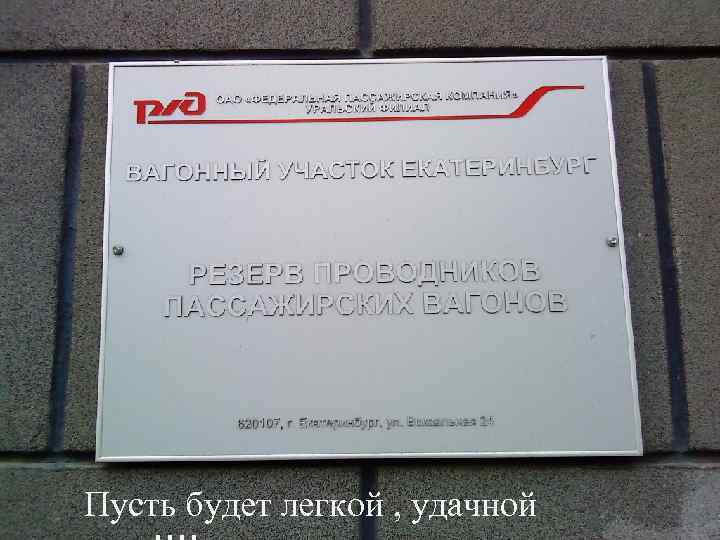 РЖД
ОАО «ФЕДЕРАЛЬНАЯ ПАССАЖИРСКАЯ КОМПАНИЯ»
УРАЛЬСКИЙ ФИЛИАЛ
ВАГОННЫЙ УЧАСТОК ЕКАТЕРИНБУРГ
РЕЗЕРВ ПРОВОДНИКОВ
ПАССАЖИРСКИХ ВАГОНОВ
620107, г. Екатеринбург, ул. Вокзальная 24
Пусть будет легкой , удачной